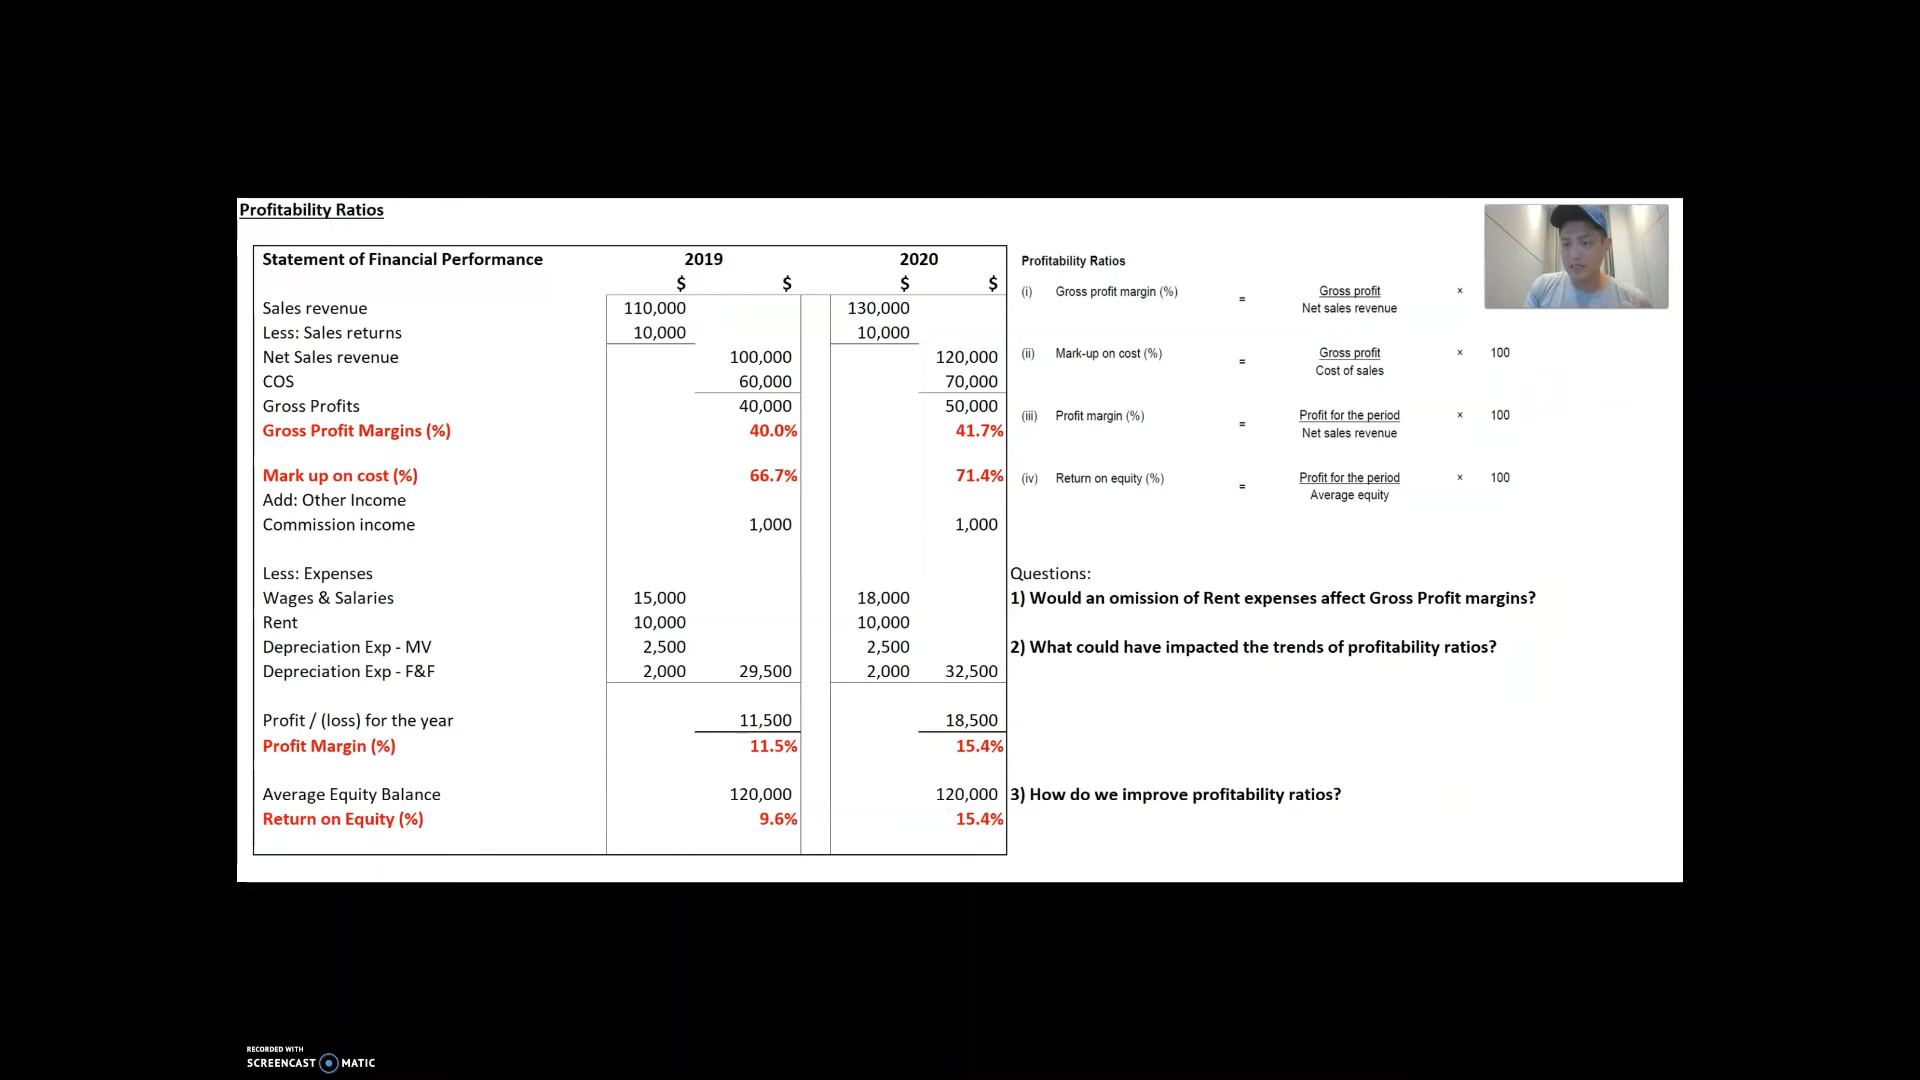 Profitability Ratios
Statement of Financial Performance 2019 2020
$ $ $ $
Sales revenue 110,000 130,000
Less: Sales returns 10,000 10,000
Net Sales revenue 100,000 120,000
COS 60,000 70,000
Gross Profits 40,000 50,000
Gross Profit Margins (%) 40.0% 41.7%
Mark up on cost (%) 66.7% 71.4%
Add: Other Income
Commission income 1,000 1,000
Less: Expenses
Wages & Salaries 15,000 18,000
Rent 10,000 10,000
Depreciation Exp - MV 2,500 2,500
Depreciation Exp - F&F 2,000 29,500 2,000 32,500
Profit / (loss) for the year 11,500 18,500
Profit Margin (%) 11.5% 15.4%
Average Equity Balance 120,000 120,000
Return on Equity (%) 9.6% 15.4%
Profitability Ratios
(i) Gross profit margin (%) = Gross profit ×
Net sales revenue
(ii) Mark-up on cost (%) = Gross profit × 100
Cost of sales
(iii) Profit margin (%) = Profit for the period × 100
Net sales revenue
(iv) Return on equity (%) = Profit for the period × 100
Average equity
Questions:
1) Would an omission of Rent expenses affect Gross Profit margins?
2) What could have impacted the trends of profitability ratios?
3) How do we improve profitability ratios?
RECORDED WITH
SCREENCAST MATIC